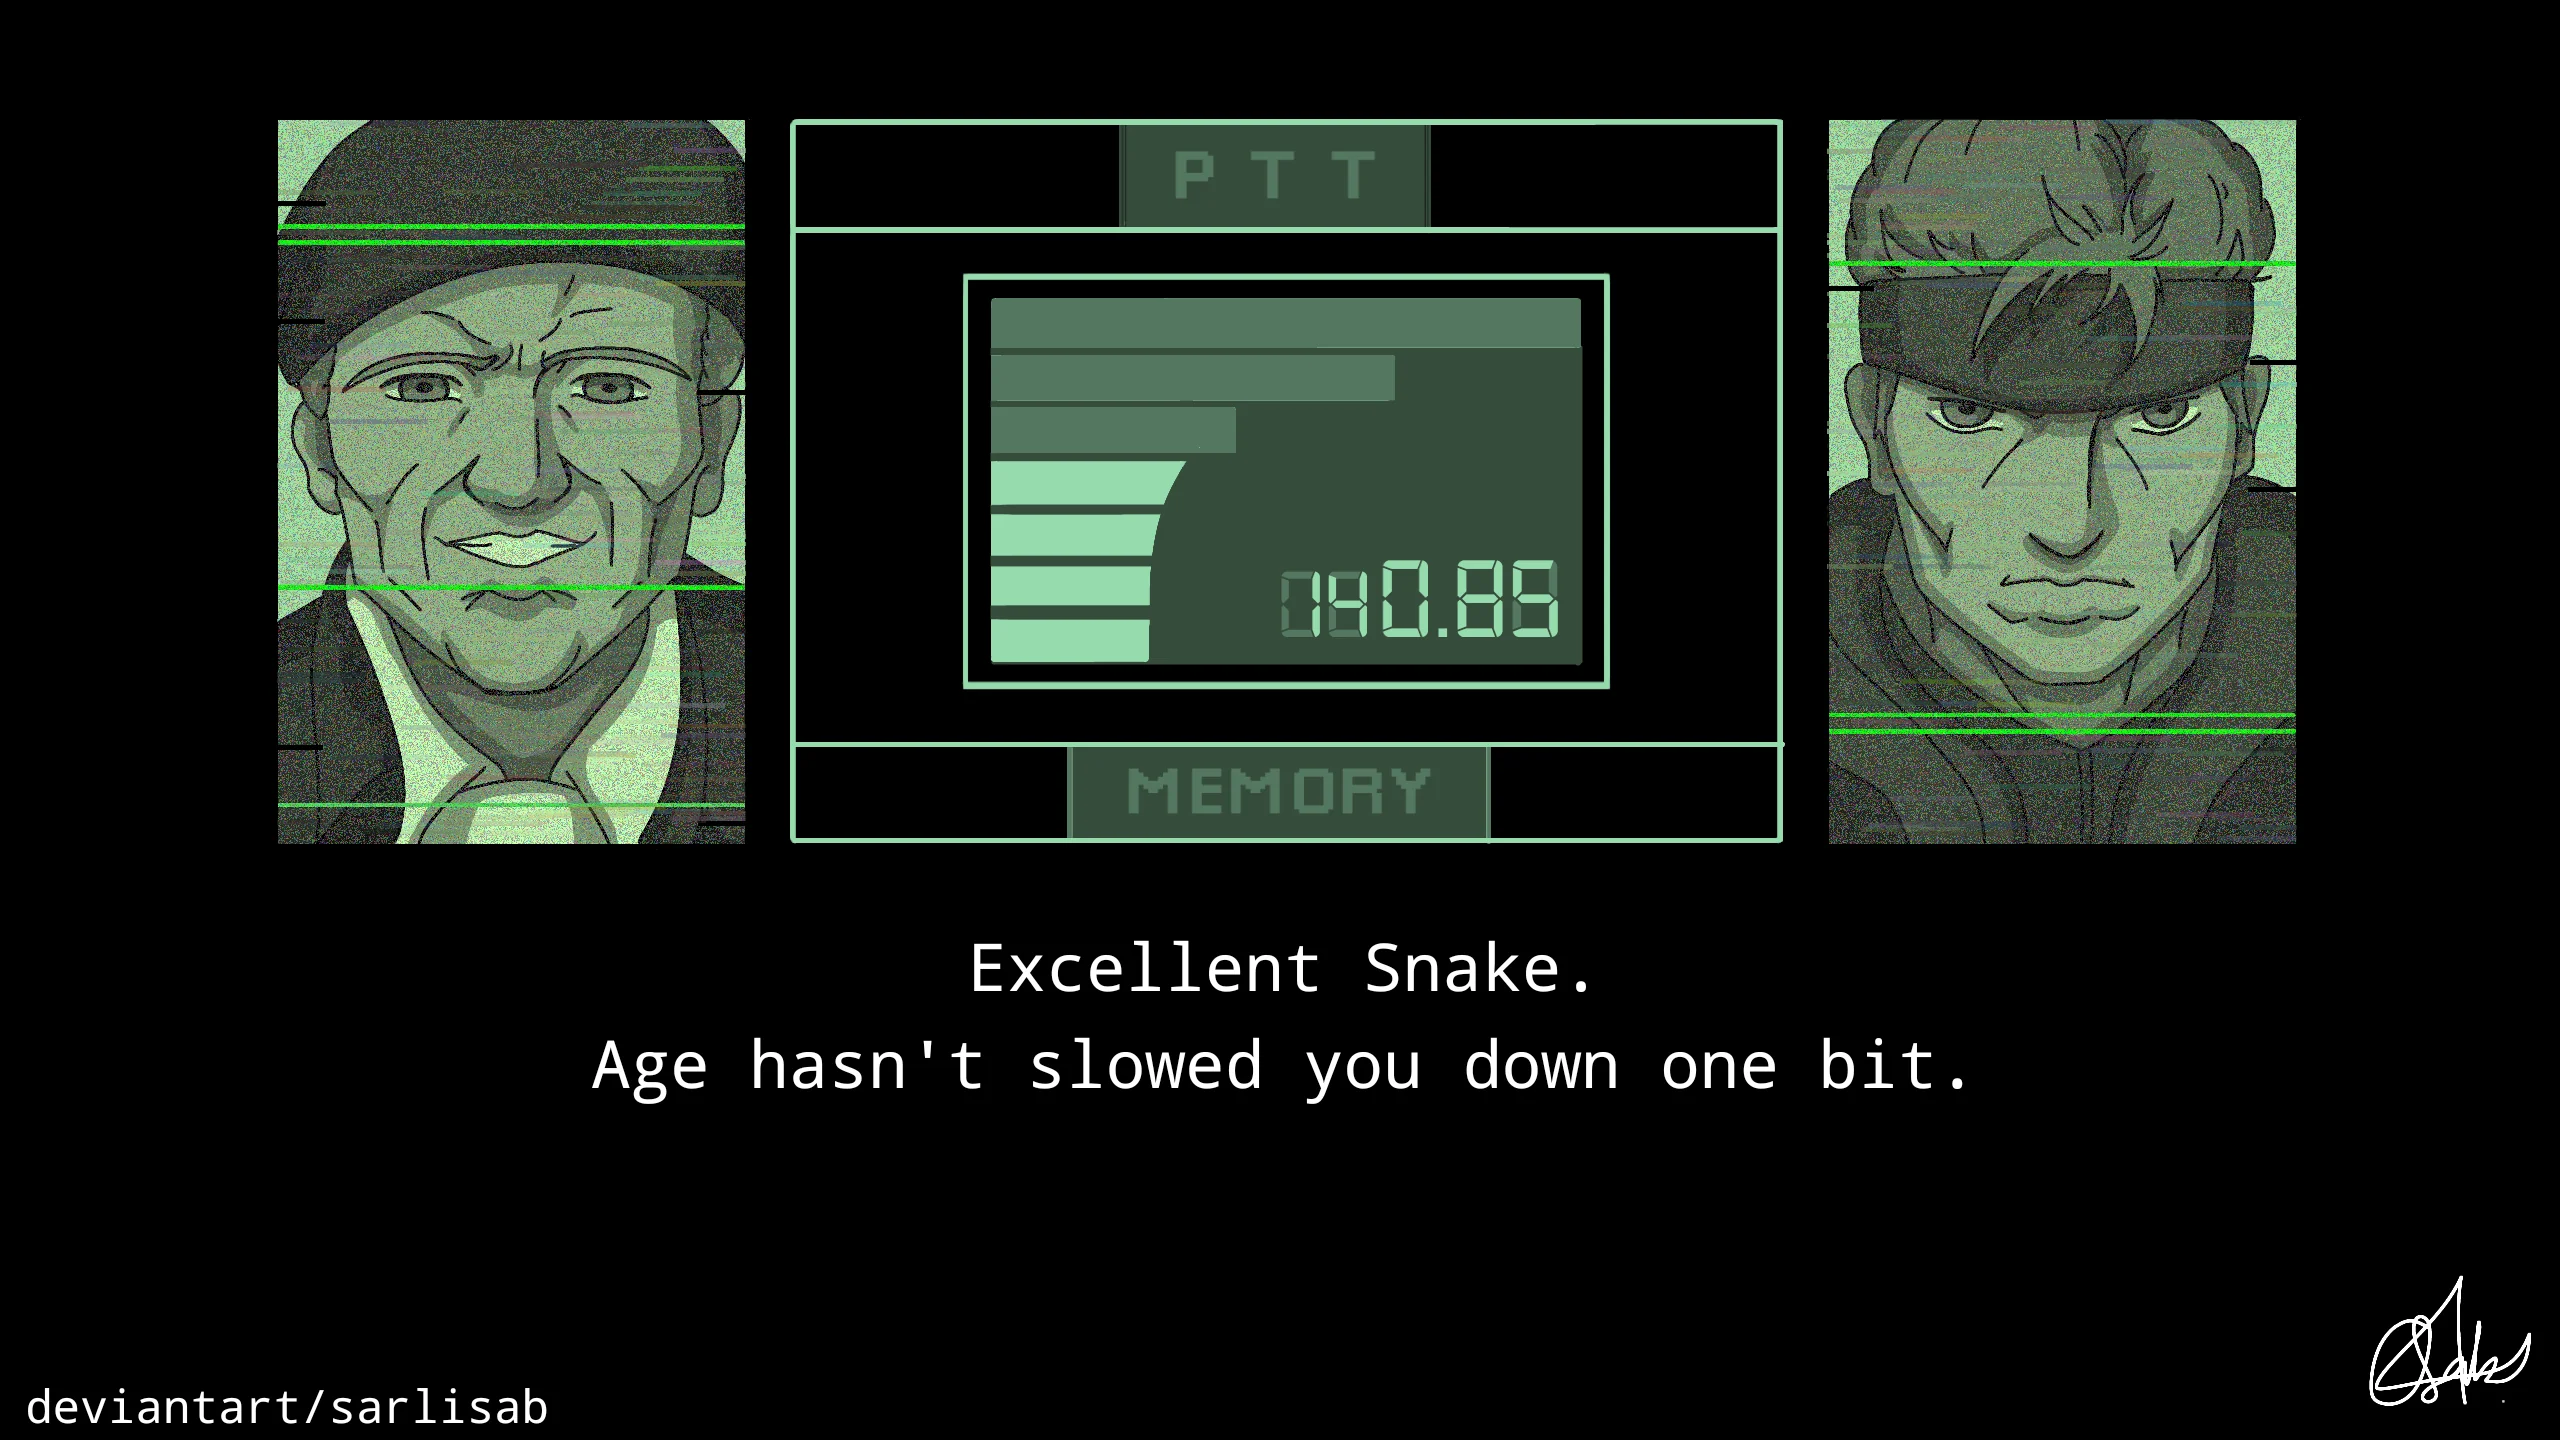 PTT
140.85
MEMORY
Excellent Snake.
Age hasn't slowed you down one bit.
deviantart/sarlisab